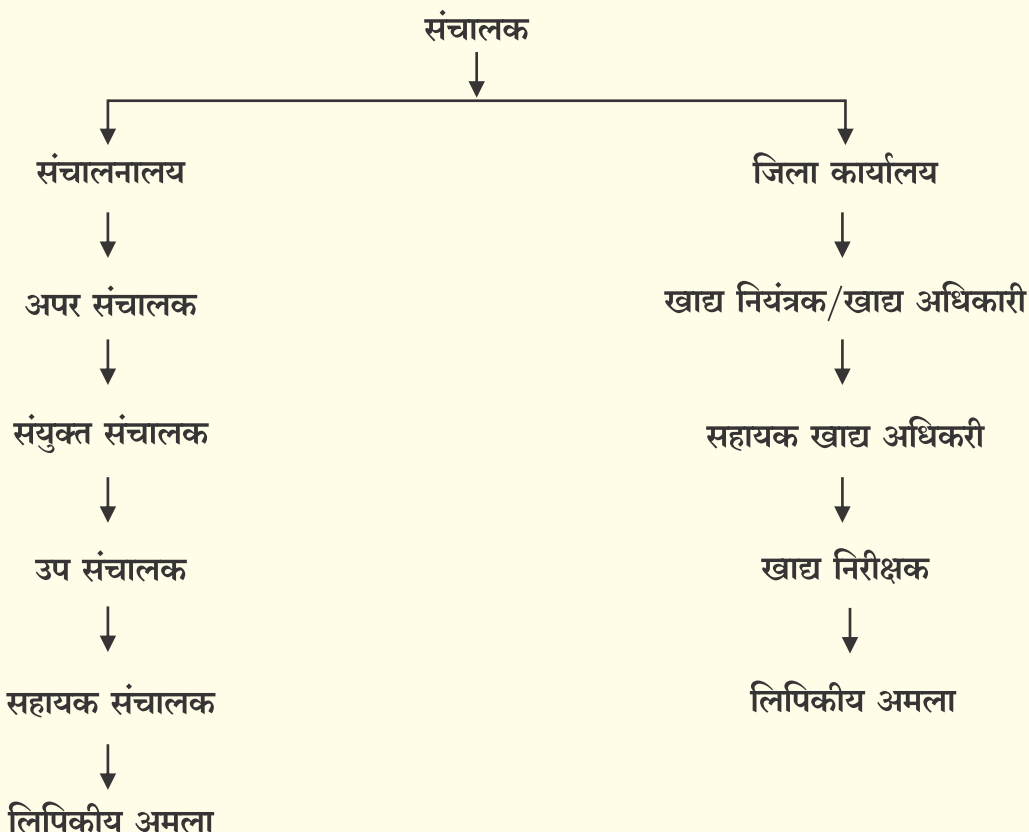 संचालक
संचालनालय
जिला कार्यालय
अपर संचालक
खाद्य नियंत्रक/खाद्य अधिकारी
संयुक्त संचालक
सहायक खाद्य अधिकरी
उप संचालक
खाद्य निरीक्षक
सहायक संचालक
लिपिकीय अमला
लिपिकीय अमला